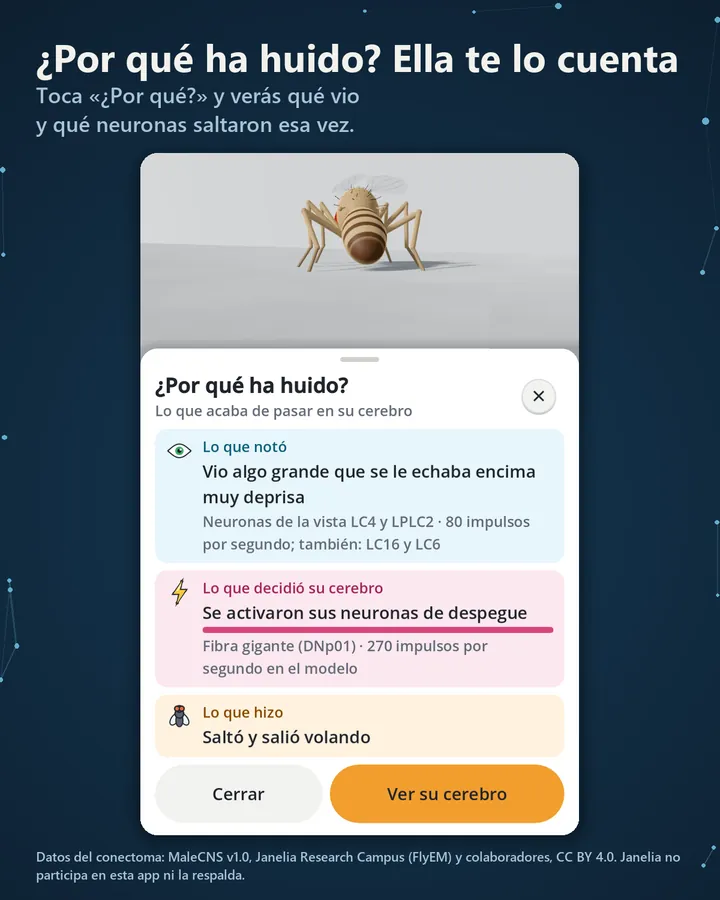 ¿Por qué ha huido? Ella te lo cuenta
Toca «¿Por qué?» y verás qué vio
y qué neuronas saltaron esa vez.
¿Por qué ha huido?
Lo que acaba de pasar en su cerebro
Lo que notó
Vio algo grande que se le echaba encima
muy deprisa
Neuronas de la vista LC4 y LPLC2 · 80 impulsos
por segundo; también: LC16 y LC6
Lo que decidió su cerebro
Se activaron sus neuronas de despegue
Fibra gigante (DNp01) · 270 impulsos por
segundo en el modelo
Lo que hizo
Saltó y salió volando
Cerrar
Ver su cerebro
Datos del conectoma: MaleCNS v1.0, Janelia Research Campus (FlyEM) y colaboradores, CC BY 4.0. Janelia no
participa en esta app ni la respalda.